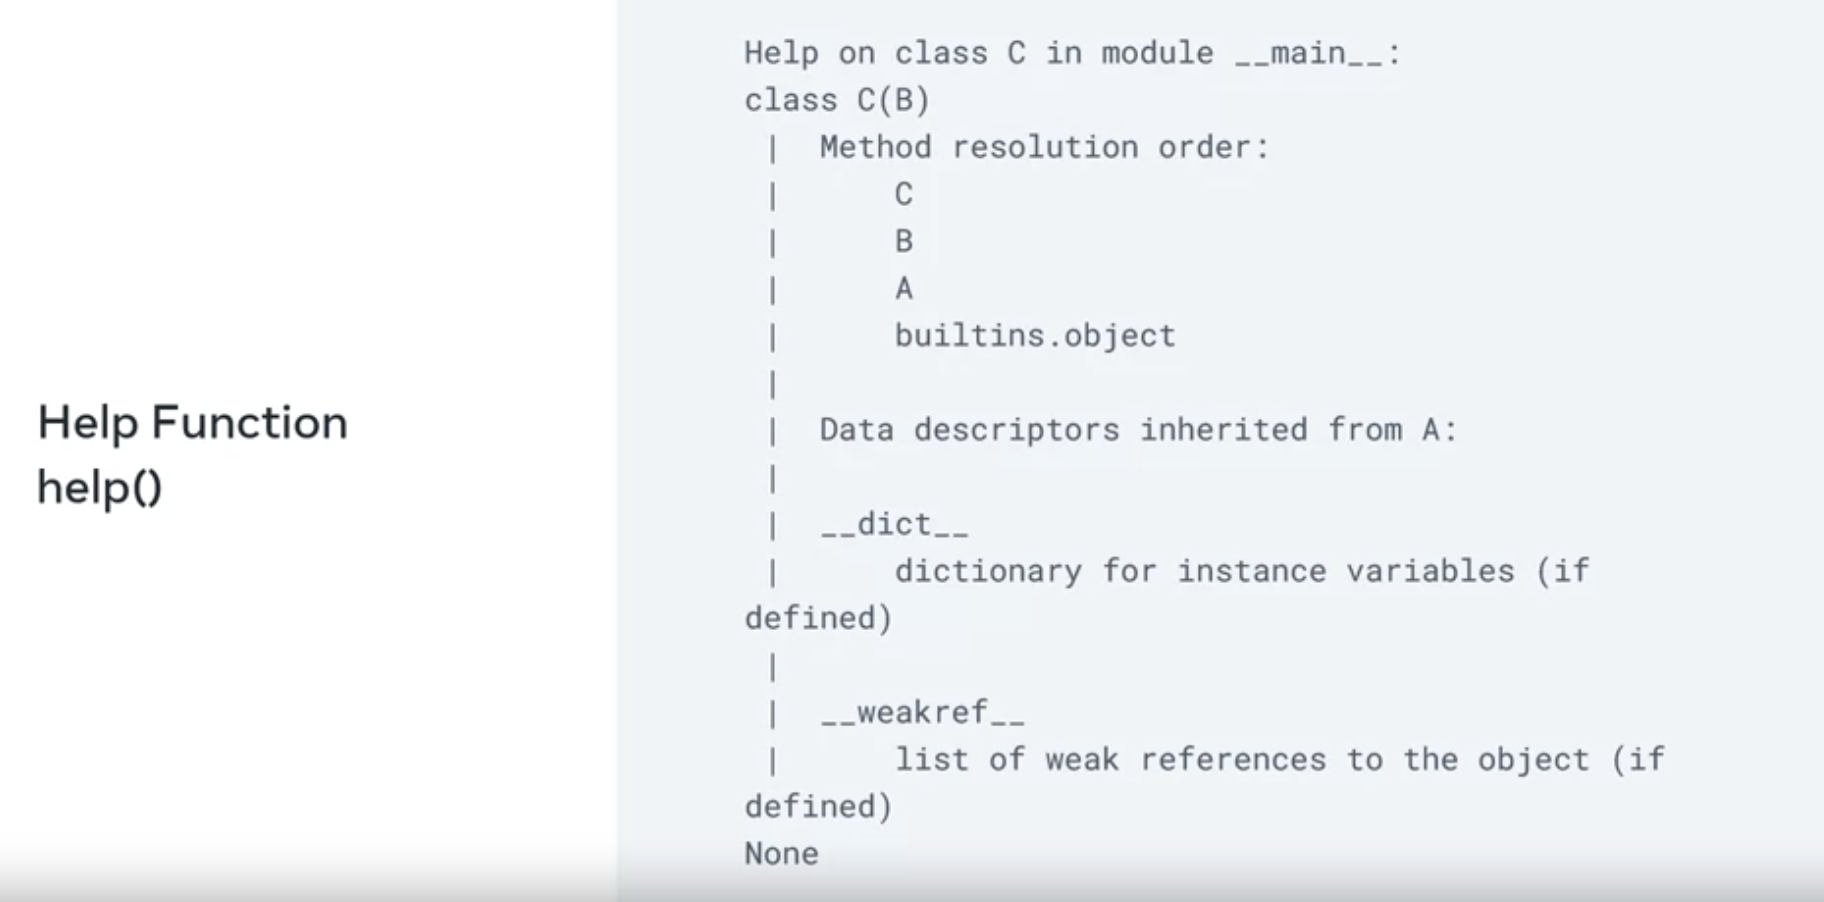 Help Function
help()
Help on class C in module __main__:
class C(B)
 |  Method resolution order:
 |      C
 |      B
 |      A
 |      builtins.object
 |
 |  Data descriptors inherited from A:
 |
 |  __dict__
 |      dictionary for instance variables (if
defined)
 |
 |  __weakref__
 |      list of weak references to the object (if
defined)
None